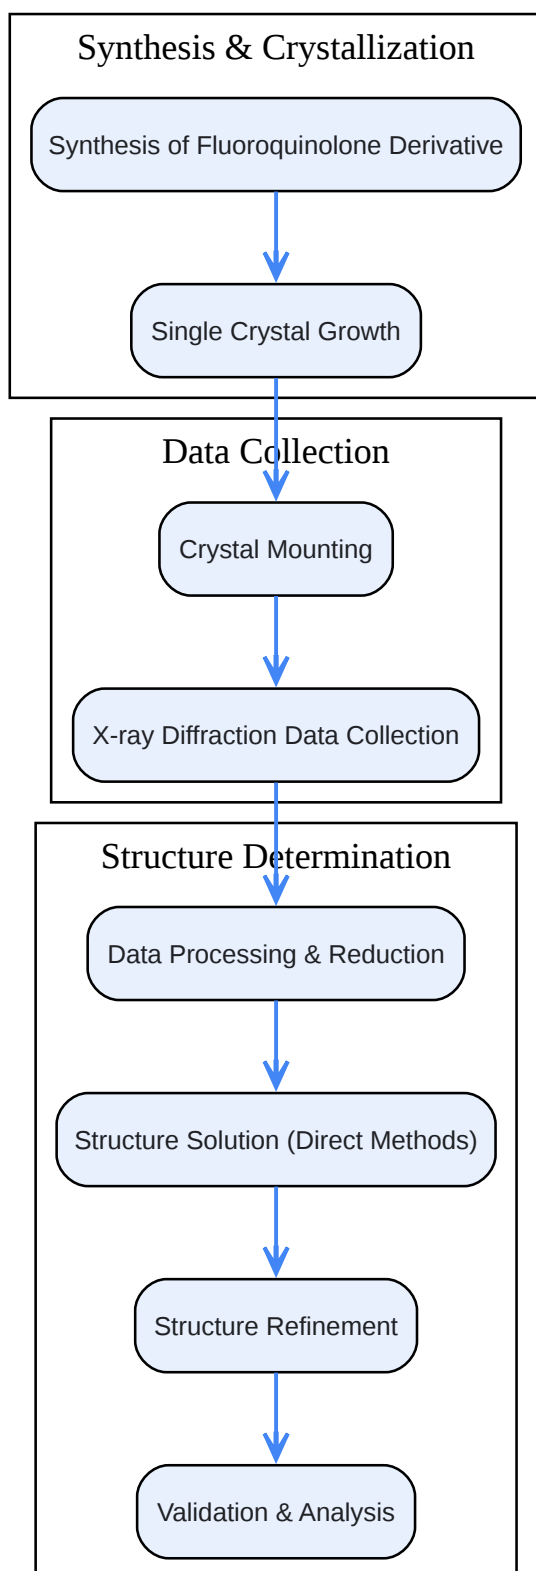 Synthesis & Crystallization
Synthesis of Fluoroquinolone Derivative
Single Crystal Growth
Data Collection
Crystal Mounting
X-ray Diffraction Data Collection
Structure Determination
Data Processing & Reduction
Structure Solution (Direct Methods)
Structure Refinement
Validation & Analysis